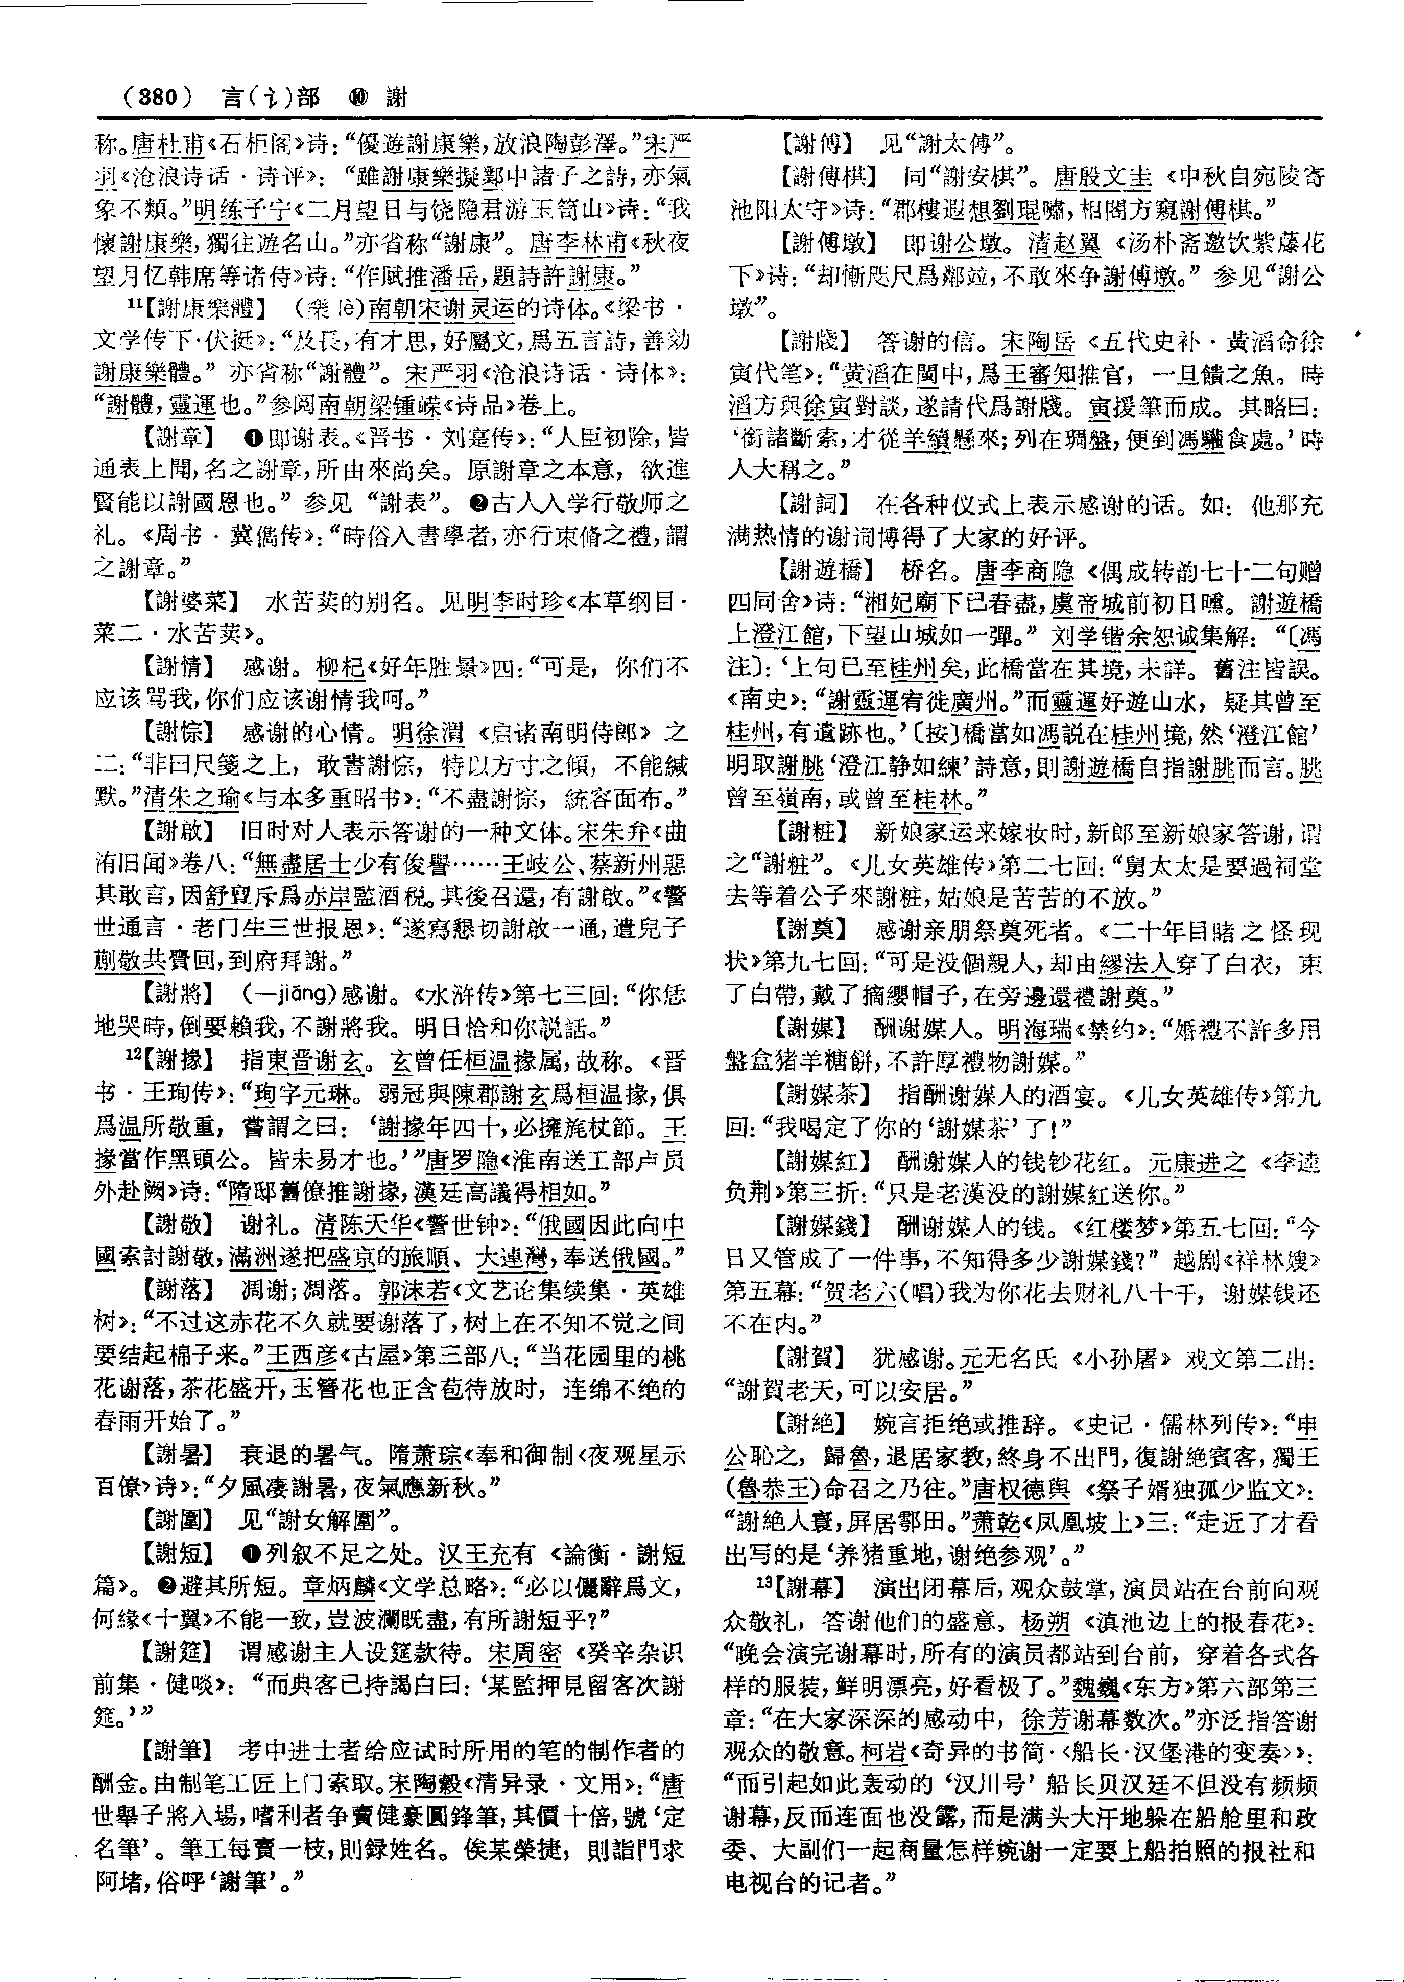 (380) 言(讠)部 ⑩ 謝
称。唐杜甫《石柜阁》诗：“優遊謝康樂，放浪陶彭澤。”宋严
羽《沧浪诗话·诗评》：“雖謝康樂擬鄴中諸子之詩，亦氣
象不類。”明练子宁《二月望日与饶隐君游玉笥山》诗：“我
懷謝康樂，獨往遊名山。”亦省称“謝康”。唐李林甫《秋夜
望月忆韩席等诸侍》诗：“作賦推潘岳，題詩許謝康。”
11【謝康樂體】 (樂 lè)南朝宋谢灵运的诗体。《梁书·
文学传下·伏挺》：“及長，有才思，好屬文，爲五言詩，善効
謝康樂體。”亦省称“謝體”。宋严羽《沧浪诗话·诗体》：
“謝體，靈運也。”参阅南朝梁锺嵘《诗品》卷上。
【謝章】 ❶即谢表。《晋书·刘寔传》：“人臣初除，皆
通表上聞，名之謝章，所由來尚矣。原謝章之本意，欲進
賢能以謝國恩也。”参见“謝表”。❷古人入学行敬师之
礼。《周书·冀儁传》：“時俗入書學者，亦行束脩之禮，謂
之謝章。”
【謝婆菜】 水苦荬的别名。见明李时珍《本草纲目·
菜二·水苦荬》。
【謝情】 感谢。柳杞《好年胜景》四：“可是，你们不
应该骂我，你们应该谢情我呵。”
【謝悰】 感谢的心情。明徐渭《启诸南明侍郎》之
二：“非曰尺箋之上，敢書謝悰，特以方寸之傾，不能緘
默。”清朱之瑜《与本多重昭书》：“不盡謝悰，統容面布。”
【謝啟】 旧时对人表示答谢的一种文体。宋朱弁《曲
洧旧闻》卷八：“無盡居士少有俊譽……王岐公、蔡新州惡
其敢言，因舒亶斥爲赤岸監酒税。其後召還，有謝啟。”《警
世通言·老门生三世报恩》：“遂寫懇切謝啟一通，遣兒子
蒯敬共賫回，到府拜謝。”
【謝將】 (—jiāng)感谢。《水浒传》第七三回：“你恁
地哭時，倒要賴我，不謝將我。明日恰和你説話。”
12【謝掾】 指東晋谢玄。玄曾任桓温掾属，故称。《晋
书·王珣传》：“珣字元琳。弱冠與陳郡謝玄爲桓温掾，俱
爲温所敬重，嘗謂之曰：‘謝掾年四十，必擁旄杖節。王
掾當作黑頭公。皆未易才也。’”唐罗隐《淮南送工部卢员
外赴阙》诗：“隋邸舊僚推謝掾，漢廷高議得相如。”
【謝敬】 谢礼。清陈天华《警世钟》：“俄國因此向中
國索討謝敬，滿洲遂把盛京的旅順、大連灣，奉送俄國。”
【謝落】 凋谢；凋落。郭沫若《文艺论集续集·英雄
树》：“不过这赤花不久就要谢落了，树上在不知不觉之间
要结起棉子来。”王西彦《古屋》第三部八：“当花园里的桃
花谢落，茶花盛开，玉簪花也正含苞待放时，连绵不绝的
春雨开始了。”
【謝暑】 衰退的暑气。隋萧琮《奉和御制〈夜观星示
百僚〉诗》：“夕風凄謝暑，夜氣應新秋。”
【謝圍】 见“謝女解圍”。
【謝短】 ❶列叙不足之处。汉王充有《論衡·謝短
篇》。❷避其所短。章炳麟《文学总略》：“必以儷辭爲文，
何緣《十翼》不能一致，豈波瀾既盡，有所謝短乎？”
【謝筵】 谓感谢主人设筵款待。宋周密《癸辛杂识
前集·健啖》：“而典客已持謁白曰：‘某監押見留客次謝
筵。’”
【謝筆】 考中进士者给应试时所用的笔的制作者的
酬金。由制笔工匠上门索取。宋陶穀《清异录·文用》：“唐
世舉子將入場，嗜利者争賣健豪圓鋒筆，其價十倍，號‘定
名筆’。筆工每賣一枝，則録姓名。俟某榮捷，則詣門求
阿堵，俗呼‘謝筆’。”
【謝傅】 见“謝太傅”。
【謝傅棋】 同“謝安棋”。唐殷文圭《中秋自宛陵寄
池阳太守》诗：“郡樓遐想劉琨嘯，相閣方窺謝傅棋。”
【謝傅墩】 即谢公墩。清赵翼《汤朴斋邀饮紫藤花
下》诗：“却慚咫尺爲鄰竝，不敢來争謝傅墩。”参见“謝公
墩”。
【謝牋】 答谢的信。宋陶岳《五代史补·黄滔命徐
寅代笔》：“黄滔在閩中，爲王審知推官，一旦饋之魚。時
滔方與徐寅對談，遂請代爲謝牋。寅援筆而成。其略曰：
‘銜諸斷索，才從羊續懸來；列在琱盤，便到馮驩食處。’時
人大稱之。”
【謝詞】 在各种仪式上表示感谢的话。如：他那充
满热情的谢词博得了大家的好评。
【謝遊橋】 桥名。唐李商隐《偶成转韵七十二句赠
四同舍》诗：“湘妃廟下已春盡，虞帝城前初日曛。謝遊橋
上澄江館，下望山城如一彈。”刘学锴余恕诚集解：“〔馮
注〕：‘上句已至桂州矣，此橋當在其境，未詳。舊注皆誤。
《南史》：“謝靈運宥徙廣州。”而靈運好遊山水，疑其曾至
桂州，有遺跡也。’〔按〕橋當如馮説在桂州境，然‘澄江館’
明取謝朓‘澄江静如練’詩意，則謝遊橋自指謝朓而言。朓
曾至嶺南，或曾至桂林。”
【謝粧】 新娘家运来嫁妆时，新郎至新娘家答谢，谓
之“謝粧”。《儿女英雄传》第二七回：“舅太太是要過祠堂
去等着公子來謝粧，姑娘是苦苦的不放。”
【謝奠】 感谢亲朋祭奠死者。《二十年目睹之怪现
状》第九七回：“可是没個親人，却由繆法人穿了白衣，束
了白帶，戴了摘纓帽子，在旁邊還禮謝奠。”
【謝媒】 酬谢媒人。明海瑞《禁约》：“婚禮不許多用
盤盒猪羊糖餅，不許厚禮物謝媒。”
【謝媒茶】 指酬谢媒人的酒宴。《儿女英雄传》第九
回：“我喝定了你的‘謝媒茶’了！”
【謝媒紅】 酬谢媒人的钱钞花红。元康进之《李逵
负荆》第三折：“只是老漢没的謝媒紅送你。”
【謝媒錢】 酬谢媒人的钱。《红楼梦》第五七回：“今
日又管成了一件事，不知得多少謝媒錢？”越剧《祥林嫂》
第五幕：“贺老六(唱)我为你花去财礼八十千，谢媒钱还
不在内。”
【謝賀】 犹感谢。元无名氏《小孙屠》戏文第二出：
“謝賀老天，可以安居。”
【謝絶】 婉言拒绝或推辞。《史记·儒林列传》：“申
公恥之，歸魯，退居家教，終身不出門，復謝絶賓客，獨王
(魯恭王)命召之乃往。”唐权德舆《祭子婿独孤少监文》：
“謝絶人寰，屏居鄠田。”萧乾《凤凰坡上》三：“走近了才看
出写的是‘养猪重地，谢绝参观’。”
13【謝幕】 演出闭幕后，观众鼓掌，演员站在台前向观
众敬礼，答谢他们的盛意。杨朔《滇池边上的报春花》：
“晚会演完谢幕时，所有的演员都站到台前，穿着各式各
样的服装，鲜明漂亮，好看极了。”魏巍《东方》第六部第三
章：“在大家深深的感动中，徐芳谢幕数次。”亦泛指答谢
观众的敬意。柯岩《奇异的书简·〈船长·汉堡港的变奏〉》：
“而引起如此轰动的‘汉川号’船长贝汉廷不但没有频频
谢幕，反而连面也没露，而是满头大汗地躲在船舱里和政
委、大副们一起商量怎样婉谢一定要上船拍照的报社和
电视台的记者。”